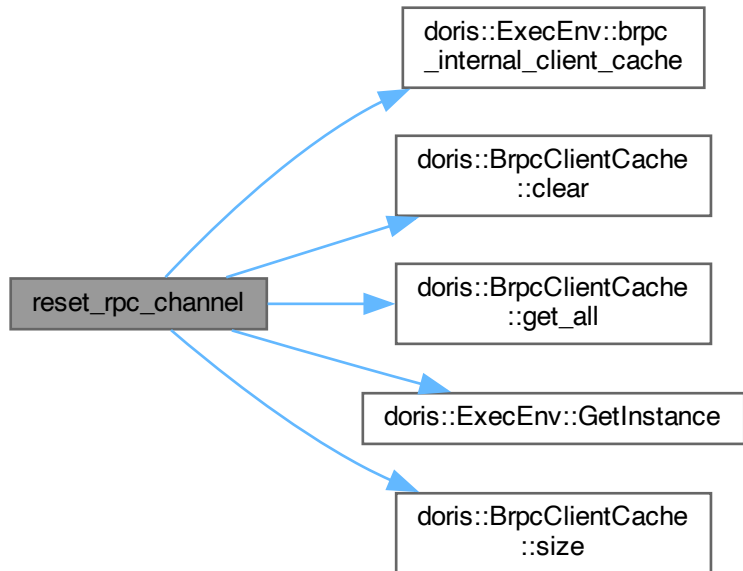 doris::ExecEnv::brpc
_internal_client_cache
doris::BrpcClientCache
::clear
reset_rpc_channel
doris::BrpcClientCache
::get_all
doris::ExecEnv::GetInstance
doris::BrpcClientCache
::size